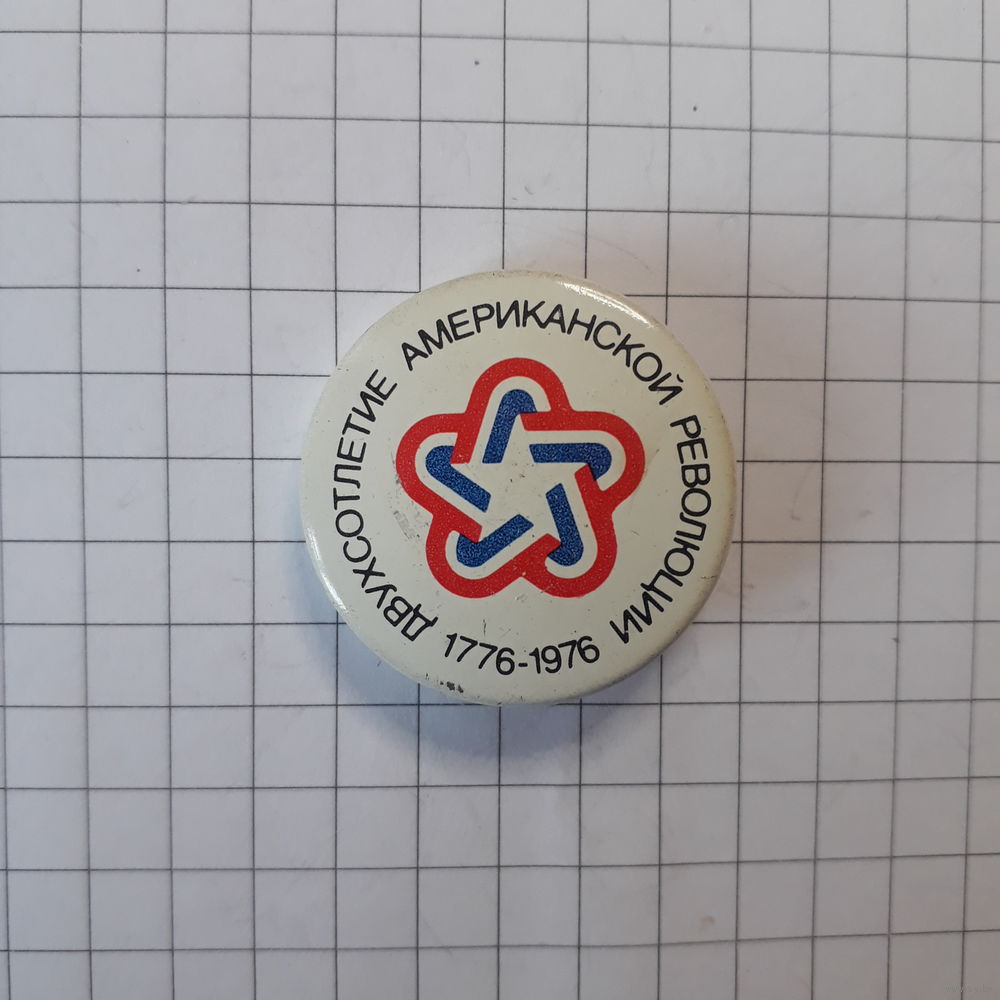 ДВУХСОТЛЕТИЕ АМЕРИКАНСКОЙ РЕВОЛЮЦИИ
1776-1976